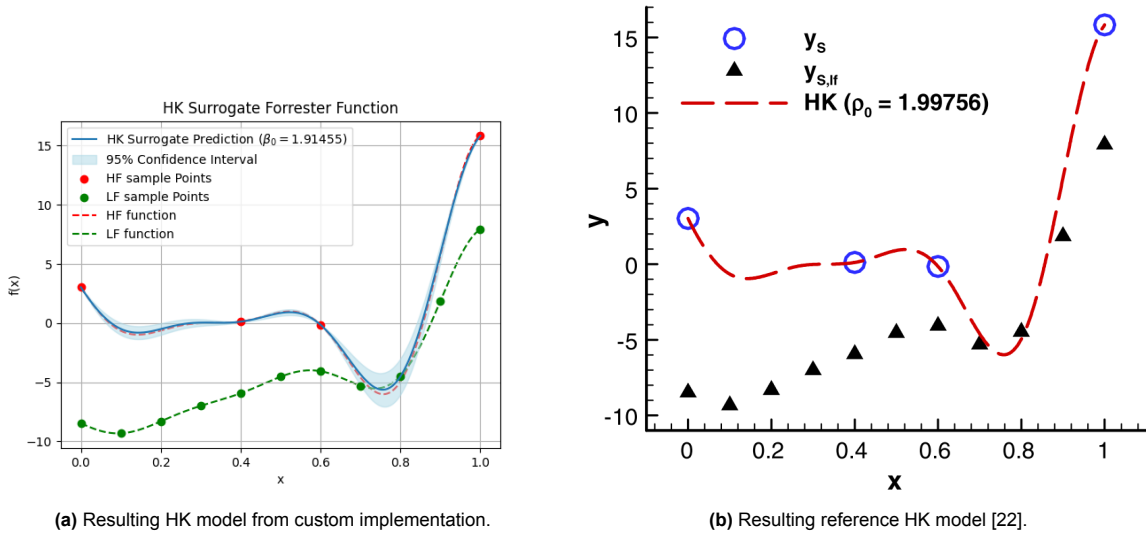 HK Surrogate Forrester Function
HK Surrogate Prediction (β₀ = 1.91455)
95% Confidence Interval
HF sample Points
LF sample Points
HF function
LF function
15
10
5
0
−5
−10
f(x)
0.0 0.2 0.4 0.6 0.8 1.0
x
(a) Resulting HK model from custom implementation.
y_S
y_S,lf
HK (ρ₀ = 1.99756)
15
10
5
0
-5
-10
y
0 0.2 0.4 0.6 0.8 1
x
(b) Resulting reference HK model [22].